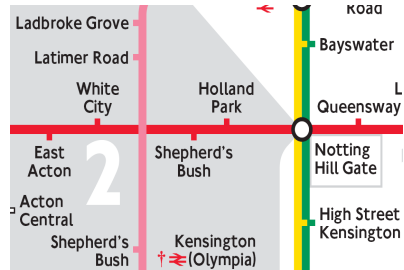 Road
Ladbroke Grove
Bayswater
Latimer Road
White
City
Holland
Park
L
Queensway
East
Acton
2
Shepherd's
Bush
Notting
Hill Gate
Acton
Central
High Street
Kensington
Shepherd's
Bush
Kensington
†(Olympia)